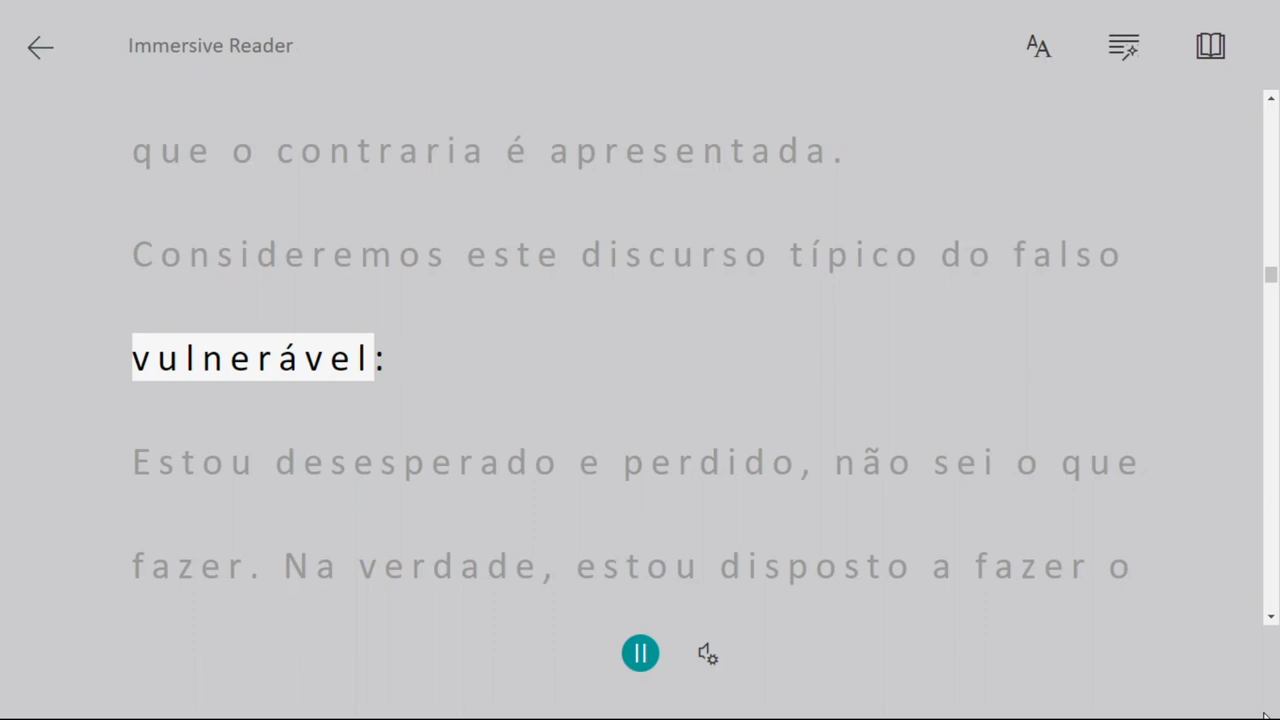 Immersive Reader
que o contraria é apresentada.
Consideremos este discurso típico do falso
vulnerável:
Estou desesperado e perdido, não sei o que
fazer. Na verdade, estou disposto a fazer o